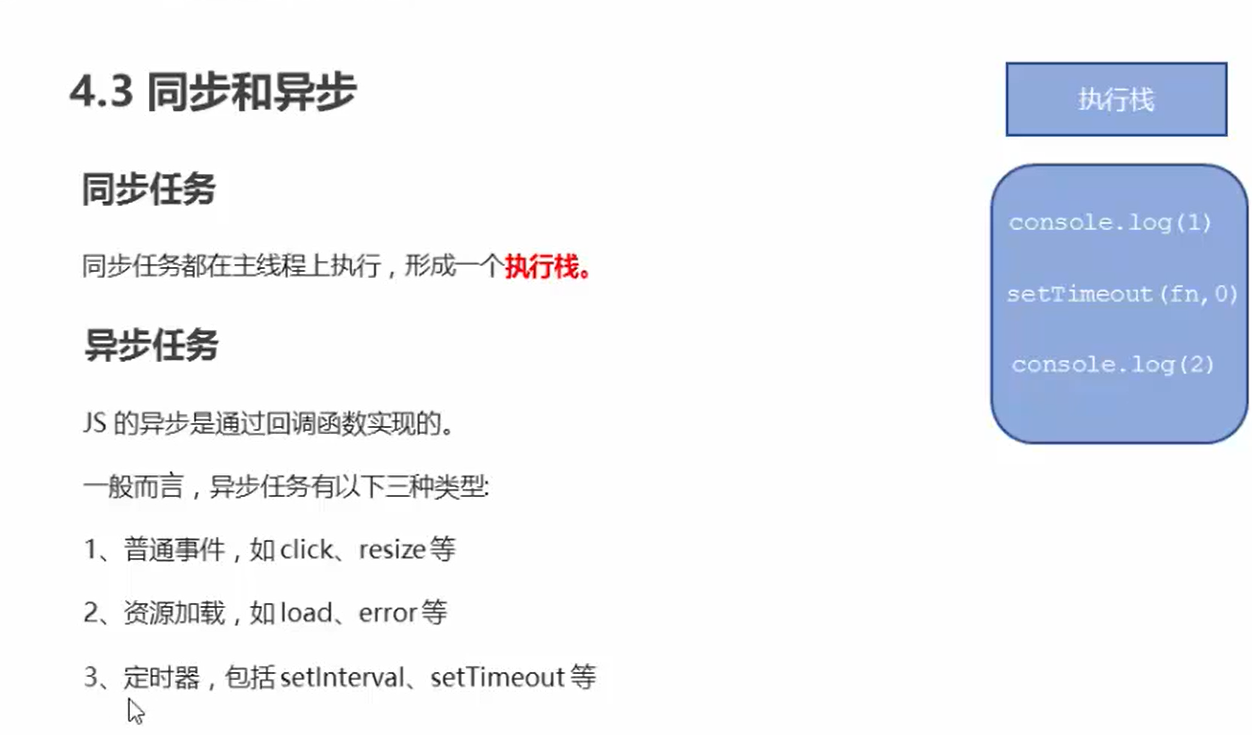 4.3 同步和异步
同步任务
同步任务都在主线程上执行，形成一个执行栈。
异步任务
JS 的异步是通过回调函数实现的。
一般而言，异步任务有以下三种类型:
1、普通事件，如 click、resize 等
2、资源加载，如 load、error 等
3、定时器，包括 setInterval、setTimeout 等
执行栈
console.log(1)
setTimeout(fn,0)
console.log(2)